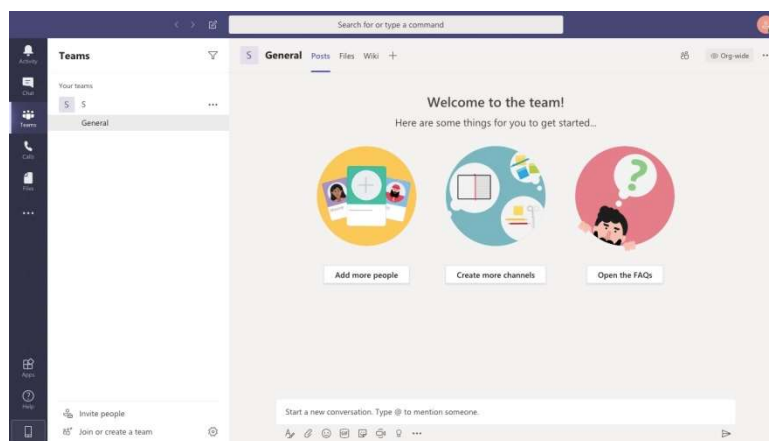 Search for or type a command
Activity
Chat
Teams
Calls
Files
Apps
Help
Teams
Your teams
S S
General
Invite people
Join or create a team
S General Posts Files Wiki +
Org-wide
Welcome to the team!
Here are some things for you to get started...
Add more people
Create more channels
Open the FAQs
Start a new conversation. Type @ to mention someone.
GIF